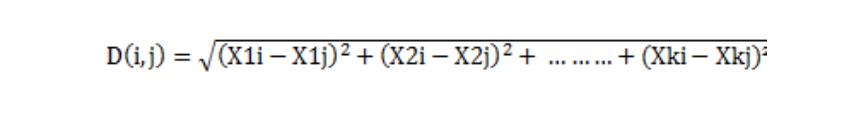 D(i,j) = √(X1i − X1j)² + (X2i − X2j)² + ……… + (Xki − Xkj)²